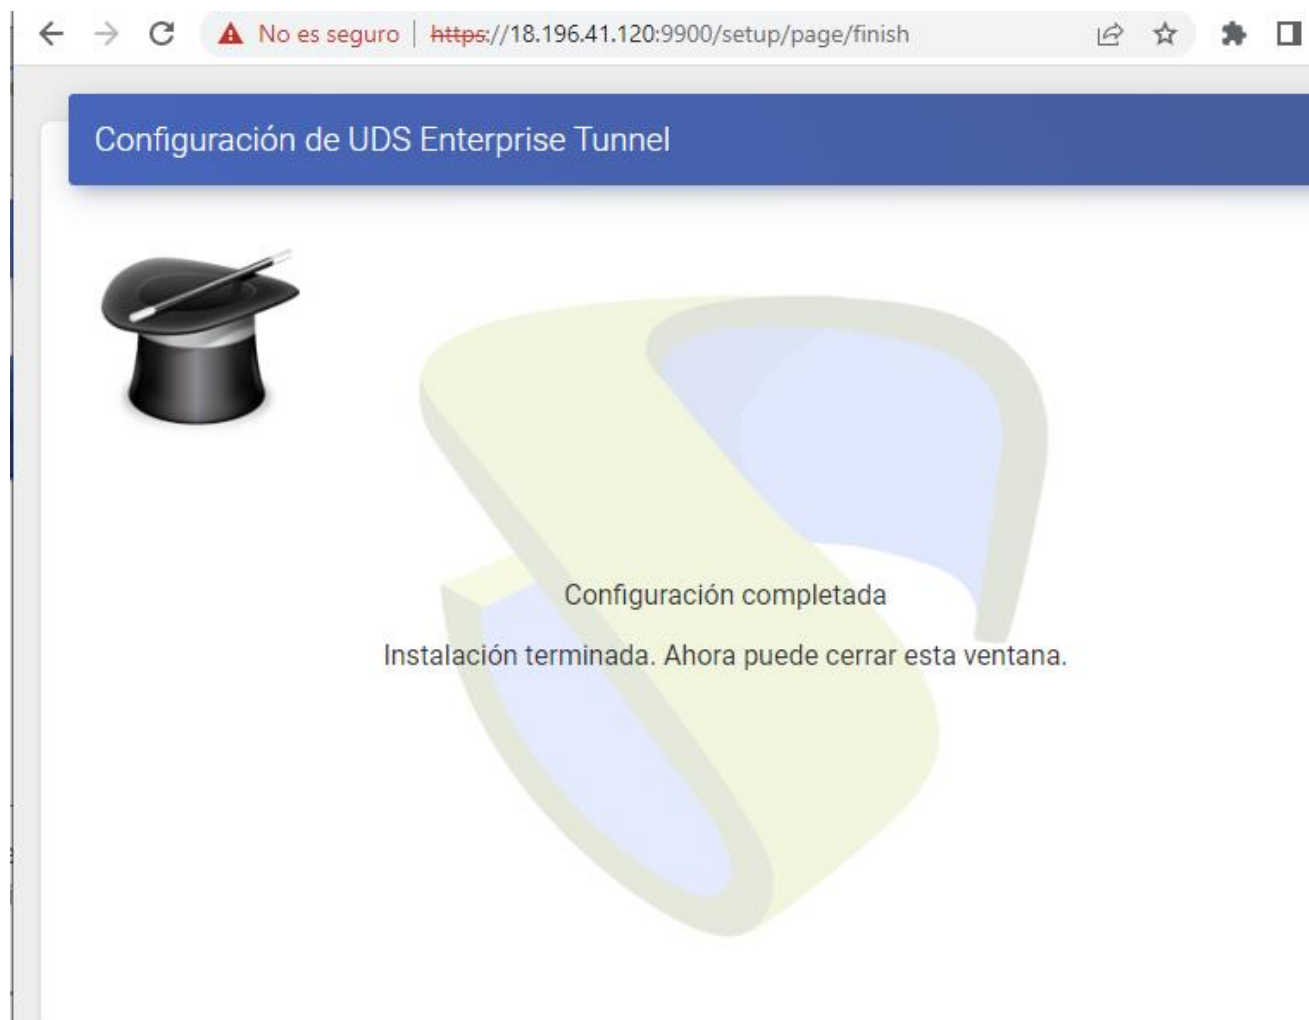 No es seguro | https://18.196.41.120:9900/setup/page/finish
Configuración de UDS Enterprise Tunnel
Configuración completada
Instalación terminada. Ahora puede cerrar esta ventana.